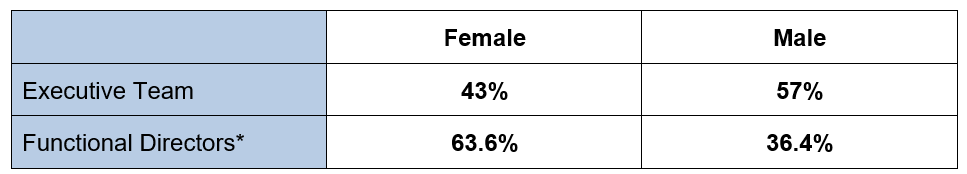 Female Male
Executive Team 43% 57%
Functional Directors* 63.6% 36.4%